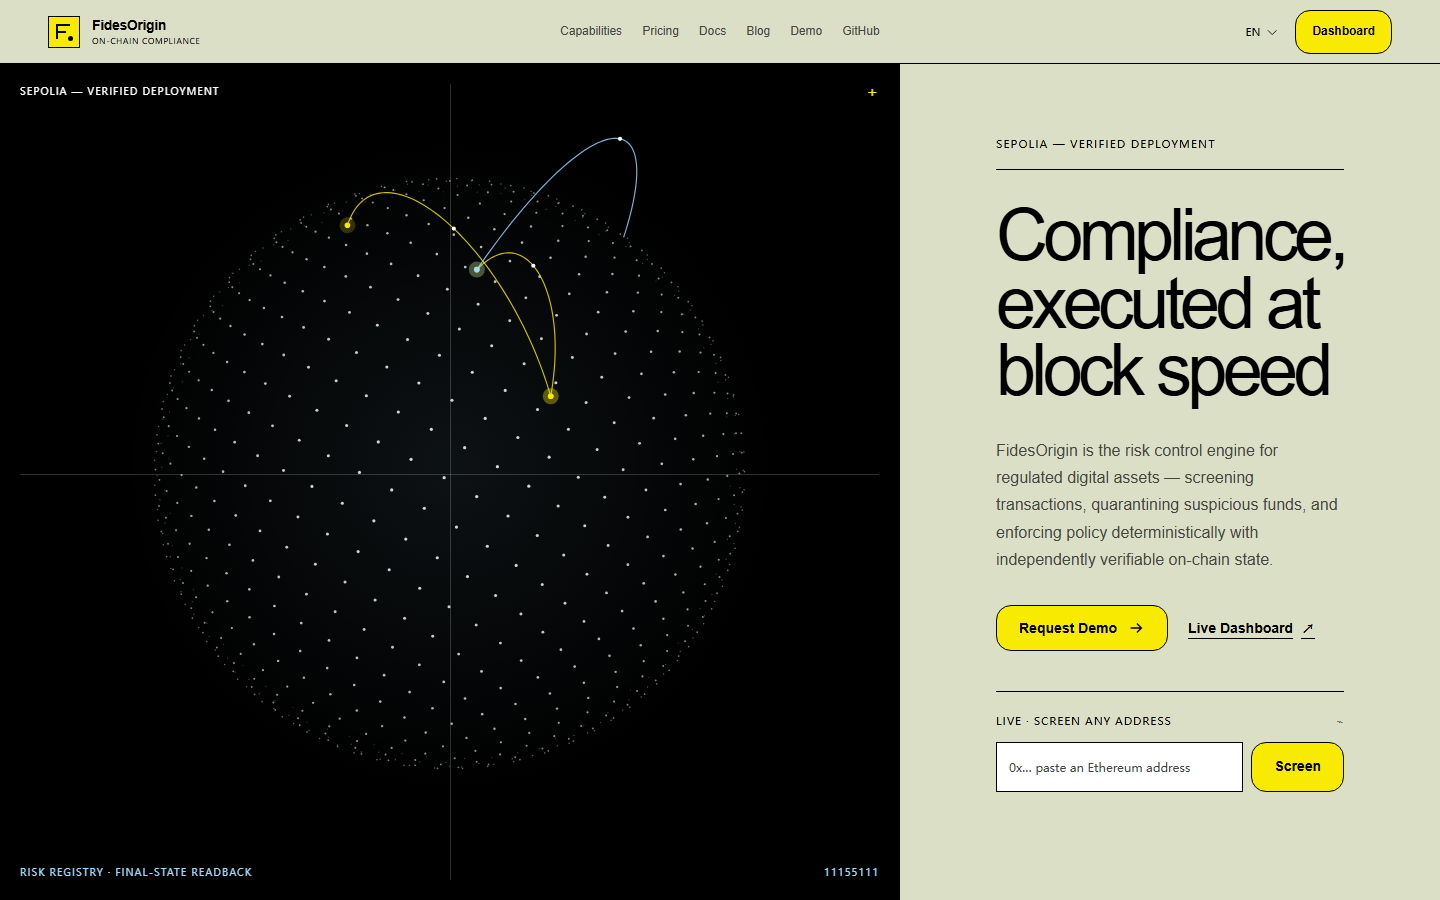 F.
FidesOrigin
ON-CHAIN COMPLIANCE
Capabilities
Pricing
Docs
Blog
Demo
GitHub
EN
Dashboard
SEPOLIA — VERIFIED DEPLOYMENT
+
RISK REGISTRY · FINAL-STATE READBACK
11155111
SEPOLIA — VERIFIED DEPLOYMENT
Compliance,
executed at
block speed
FidesOrigin is the risk control engine for
regulated digital assets — screening
transactions, quarantining suspicious funds, and
enforcing policy deterministically with
independently verifiable on-chain state.
Request Demo →
Live Dashboard ↗
LIVE · SCREEN ANY ADDRESS
0x... paste an Ethereum address
Screen